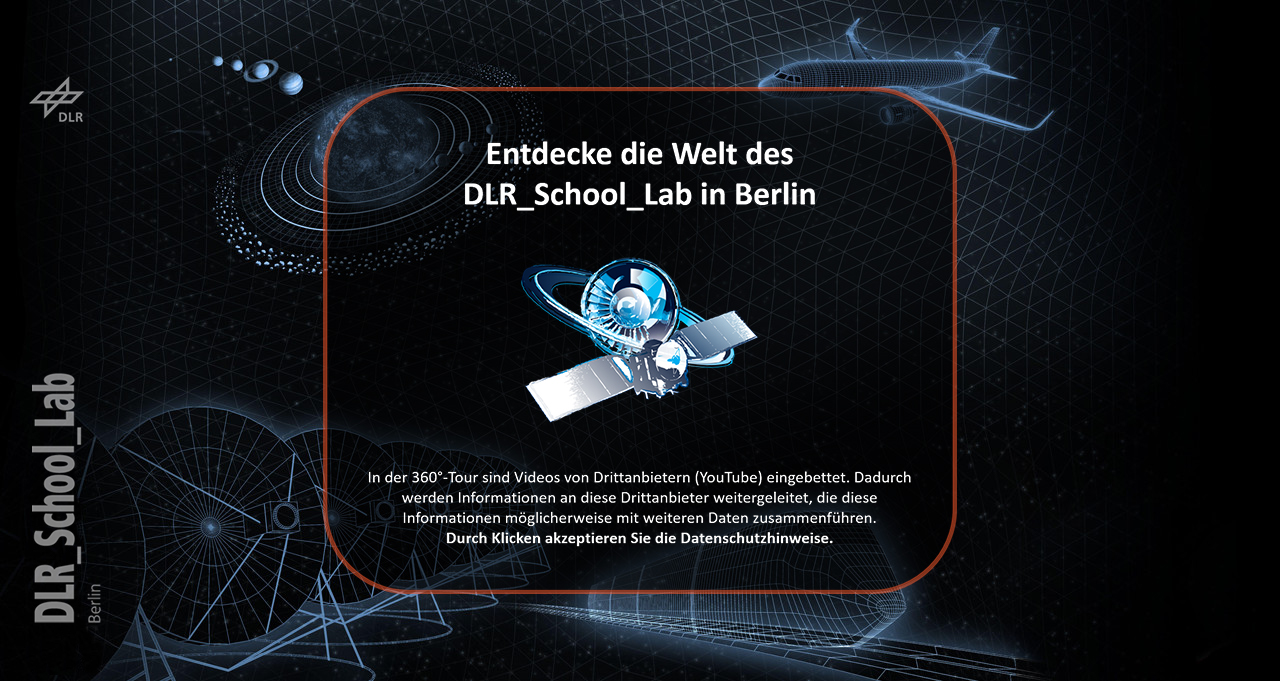 DLR
Entdecke die Welt des
DLR_School_Lab in Berlin
In der 360°-Tour sind Videos von Drittanbietern (YouTube) eingebettet. Dadurch
werden Informationen an diese Drittanbieter weitergeleitet, die diese
Informationen möglicherweise mit weiteren Daten zusammenführen.
Durch Klicken akzeptieren Sie die Datenschutzhinweise.
DLR_School_Lab
Berlin